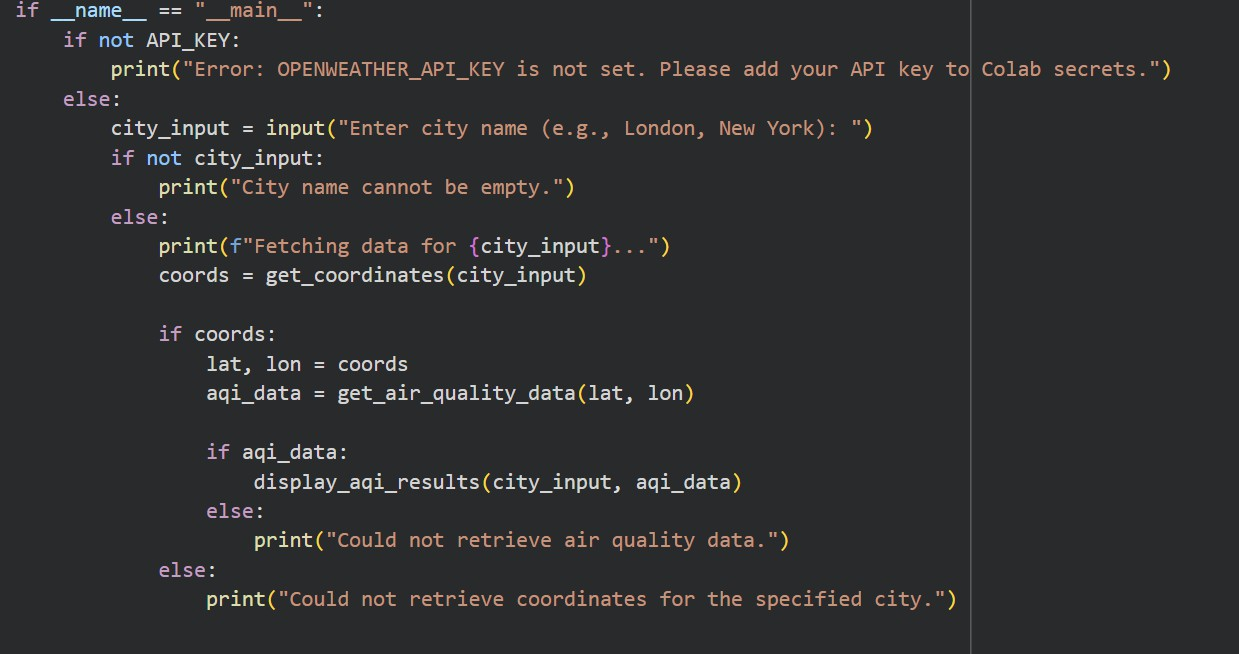 if __name__ == "__main__":
    if not API_KEY:
        print("Error: OPENWEATHER_API_KEY is not set. Please add your API key to Colab secrets.")
    else:
        city_input = input("Enter city name (e.g., London, New York): ")
        if not city_input:
            print("City name cannot be empty.")
        else:
            print(f"Fetching data for {city_input}...")
            coords = get_coordinates(city_input)

            if coords:
                lat, lon = coords
                aqi_data = get_air_quality_data(lat, lon)

                if aqi_data:
                    display_aqi_results(city_input, aqi_data)
                else:
                    print("Could not retrieve air quality data.")
            else:
                print("Could not retrieve coordinates for the specified city.")